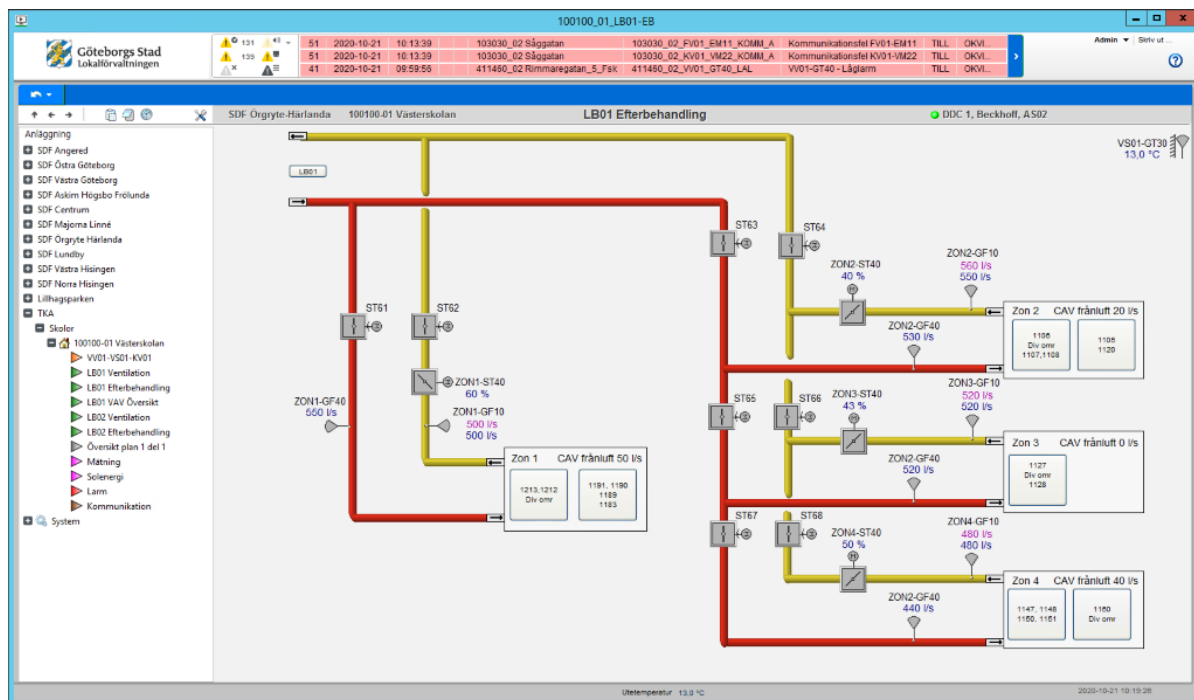 100100_01_LB01-EB
Göteborgs Stad
Lokalförvaltningen
131
139
51 2020-10-21 10:13:39 103030_02 Såggatan 103030_02_FV01_EM11_KOMM_A Kommunikationsfel FV01-EM11 TILL OKVI...
51 2020-10-21 10:13:39 103030_02 Såggatan 103030_02_KV01_VM22_KOMM_A Kommunikationsfel KV01-VM22 TILL OKVI...
41 2020-10-21 09:59:56 411460_02 Rimmaregatan_5_Fsk 411460_02_VV01_GT40_LAL VV01-GT40 - Låglarm TILL OKVI...
Admin Skriv ut ...
SDF Örgryte-Härlanda 100100-01 Västerskolan LB01 Efterbehandling DDC 1, Beckhoff, AS02
Anläggning
SDF Angered
SDF Östra Göteborg
SDF Västra Göteborg
SDF Askim Högsbo Frölunda
SDF Centrum
SDF Majorna Linné
SDF Örgryte Härlanda
SDF Lundby
SDF Västra Hisingen
SDF Norra Hisingen
Lillhagsparken
TKA
Skolor
100100-01 Västerskolan
VV01-VS01-KV01
LB01 Ventilation
LB01 Efterbehandling
LB01 VAV Översikt
LB02 Ventilation
LB02 Efterbehandling
Översikt plan 1 del 1
Mätning
Solenergi
Larm
Kommunikation
System
VS01-GT30
13,0 °C
LB01
ST61
ST62
ZON1-ST40
60 %
ZON1-GF40
550 l/s
ZON1-GF10
500 l/s
500 l/s
Zon 1 CAV frånluft 50 l/s
1213,1212
Div omr
1191, 1190
1189
1183
ST63
ST64
ZON2-ST40
40 %
ZON2-GF10
560 l/s
550 l/s
ZON2-GF40
530 l/s
Zon 2 CAV frånluft 20 l/s
1106
Div omr
1107,1108
1105
1120
ST65
ST66
ZON3-ST40
43 %
ZON3-GF10
520 l/s
520 l/s
ZON2-GF40
520 l/s
Zon 3 CAV frånluft 0 l/s
1127
Div omr
1128
ST67
ST68
ZON4-ST40
50 %
ZON4-GF10
480 l/s
480 l/s
ZON2-GF40
440 l/s
Zon 4 CAV frånluft 40 l/s
1147, 1148
1150, 1151
1160
Div omr
Utetemperatur 13,0 °C
2020-10-21 10:19:26